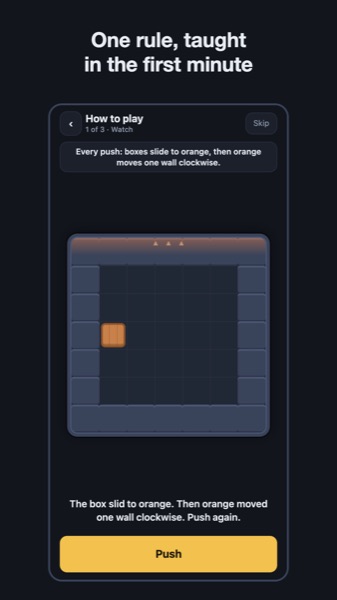 One rule, taught
in the first minute
How to play
1 of 3 · Watch
Skip
Every push: boxes slide to orange, then orange
moves one wall clockwise.
The box slid to orange. Then orange moved
one wall clockwise. Push again.
Push